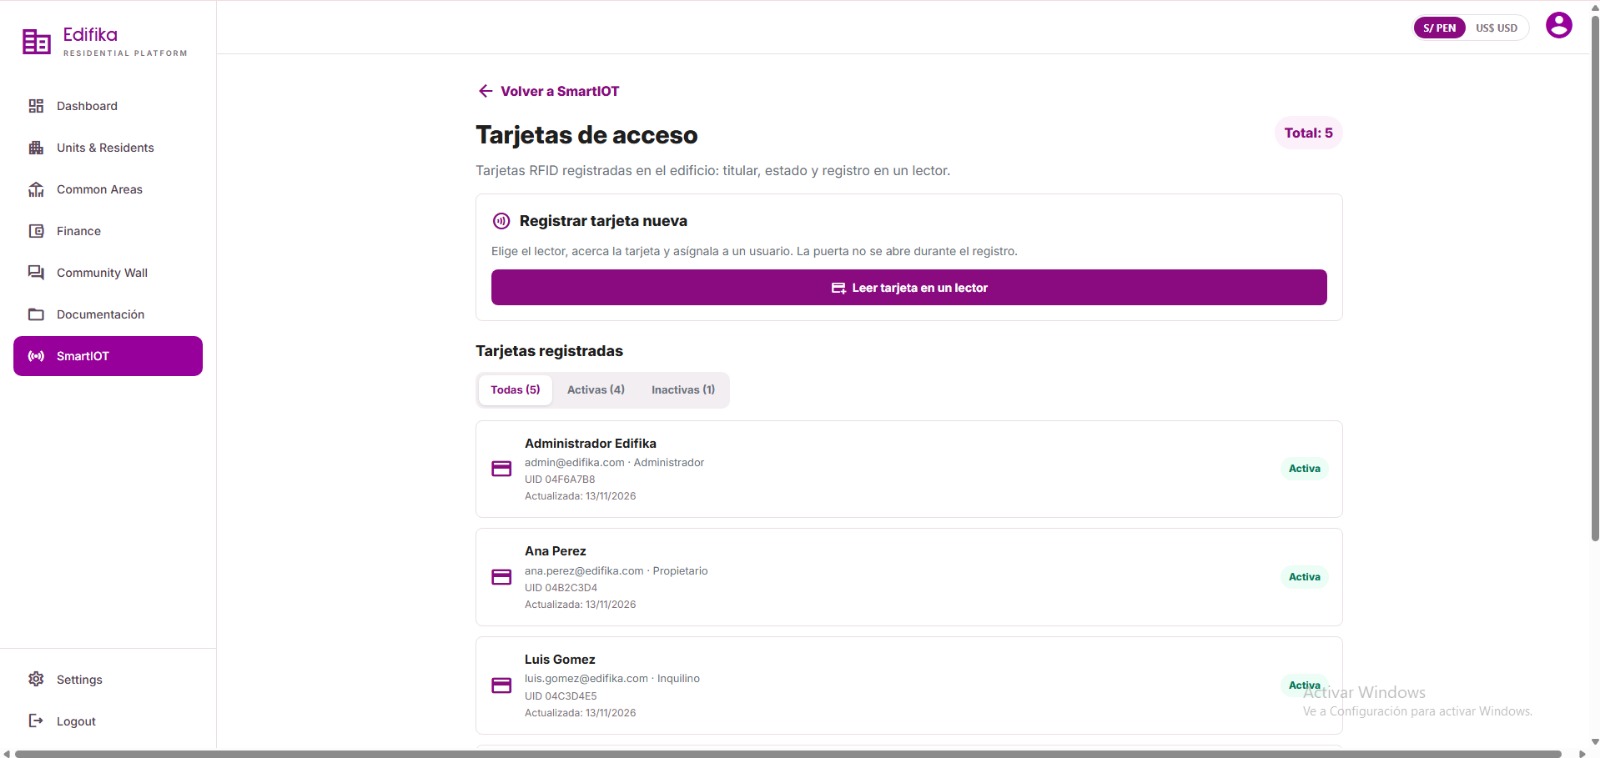 Edifika
RESIDENTIAL PLATFORM
S/ PEN
US$ USD
Dashboard
Units & Residents
Common Areas
Finance
Community Wall
Documentación
SmartIOT
Settings
Logout
Volver a SmartIOT
Tarjetas de acceso
Total: 5
Tarjetas RFID registradas en el edificio: titular, estado y registro en un lector.
Registrar tarjeta nueva
Elige el lector, acerca la tarjeta y asígnala a un usuario. La puerta no se abre durante el registro.
Leer tarjeta en un lector
Tarjetas registradas
Todas (5)
Activas (4)
Inactivas (1)
Administrador Edifika
admin@edifika.com · Administrador
UID 04F6A7B8
Actualizada: 13/11/2026
Activa
Ana Perez
ana.perez@edifika.com · Propietario
UID 04B2C3D4
Actualizada: 13/11/2026
Activa
Luis Gomez
luis.gomez@edifika.com · Inquilino
UID 04C3D4E5
Actualizada: 13/11/2026
Activa
Activar Windows
Ve a Configuración para activar Windows.